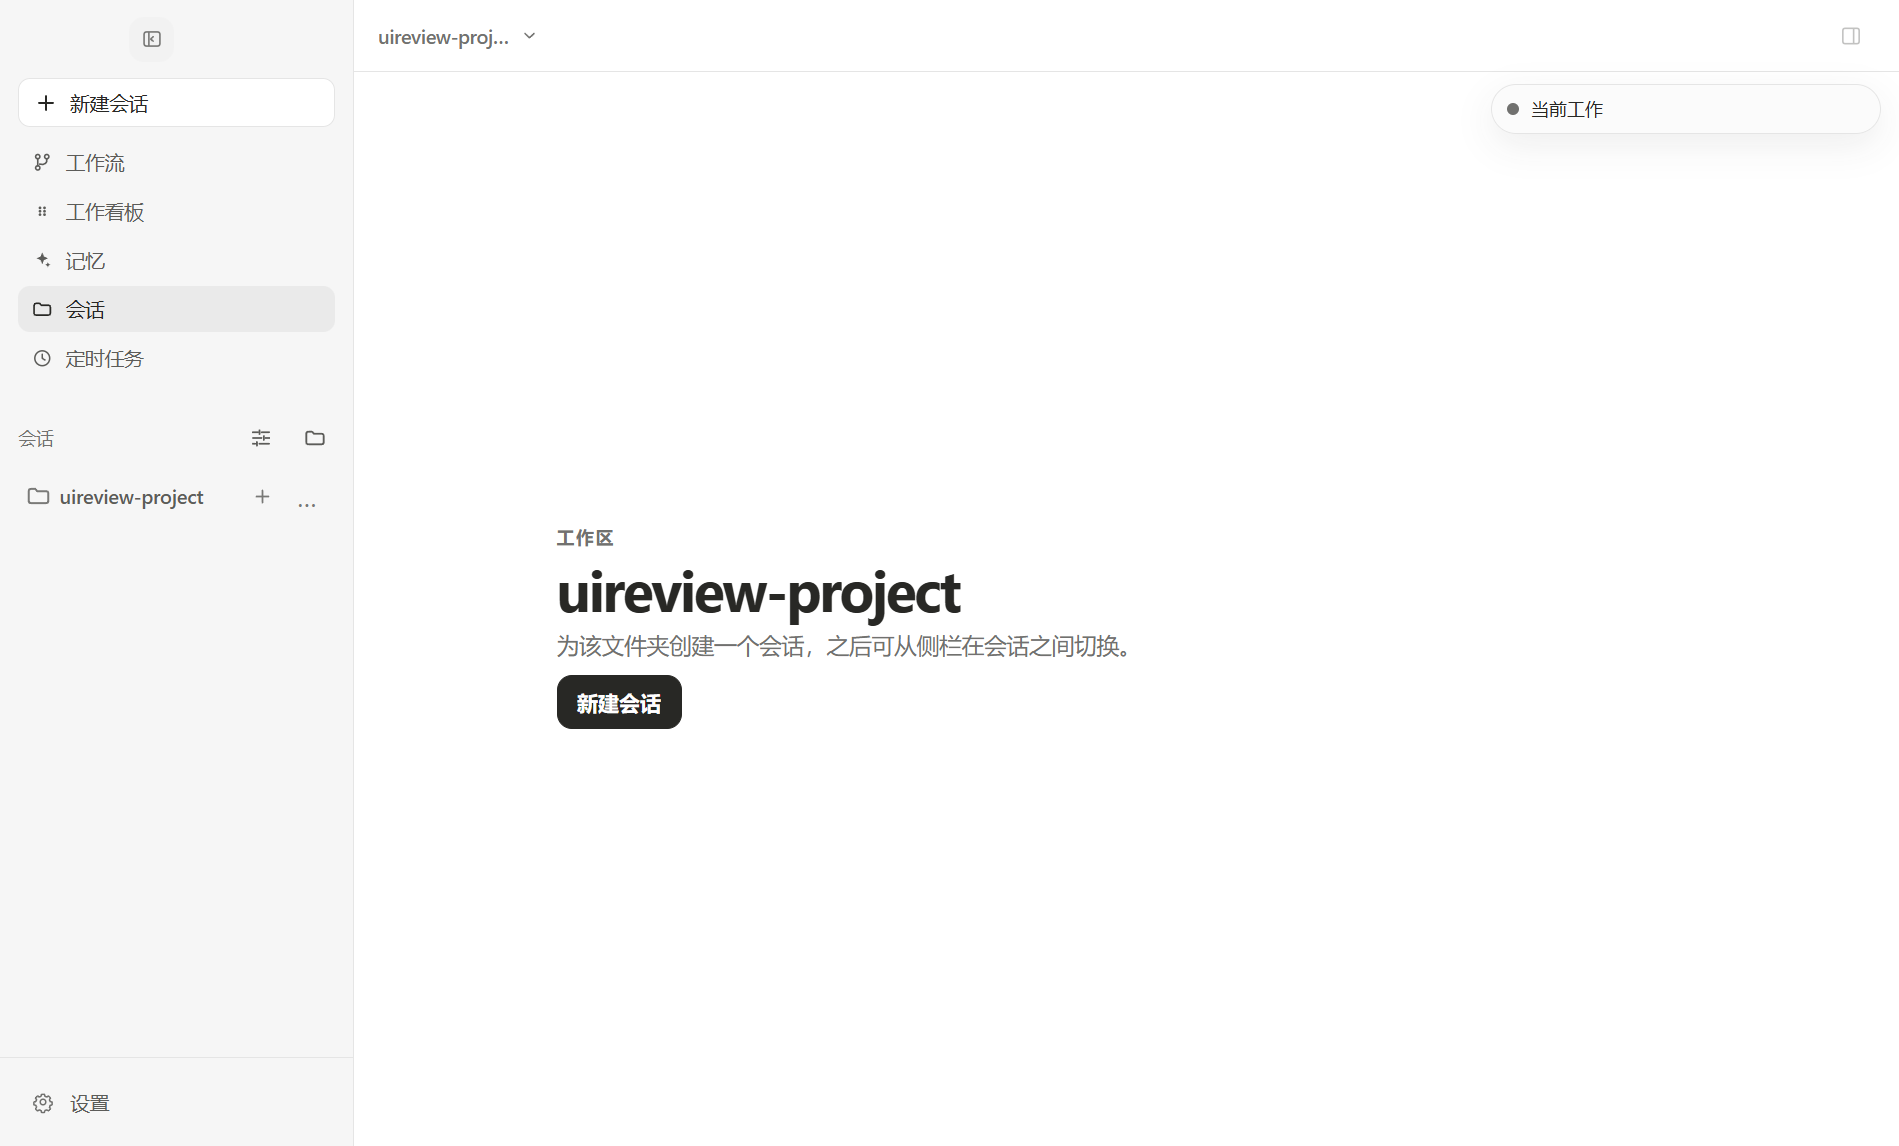 新建会话
工作流
工作看板
记忆
会话
定时任务
会话
uireview-project
...
设置
uireview-proj...
当前工作
工作区
uireview-project
为该文件夹创建一个会话，之后可从侧栏在会话之间切换。
新建会话